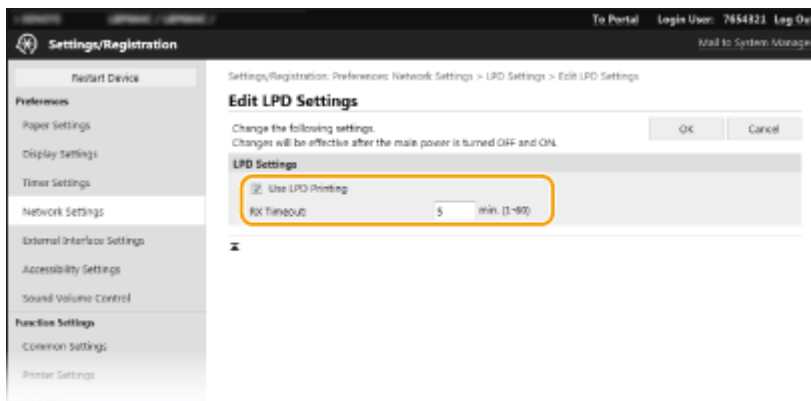 To Portal Login User: 7654321 Log Ou
Settings/Registration
Mail to System Manage
Restart Device
Preferences
Paper Settings
Display Settings
Timer Settings
Network Settings
External Interface Settings
Accessibility Settings
Sound Volume Control
Function Settings
Common Settings
Printer Settings
Settings/Registration: Preferences: Network Settings > LPD Settings > Edit LPD Settings
Edit LPD Settings
Change the following settings.
Changes will be effective after the main power is turned OFF and ON.
OK Cancel
LPD Settings
Use LPD Printing
RX Timeout: 5 min. (1-60)